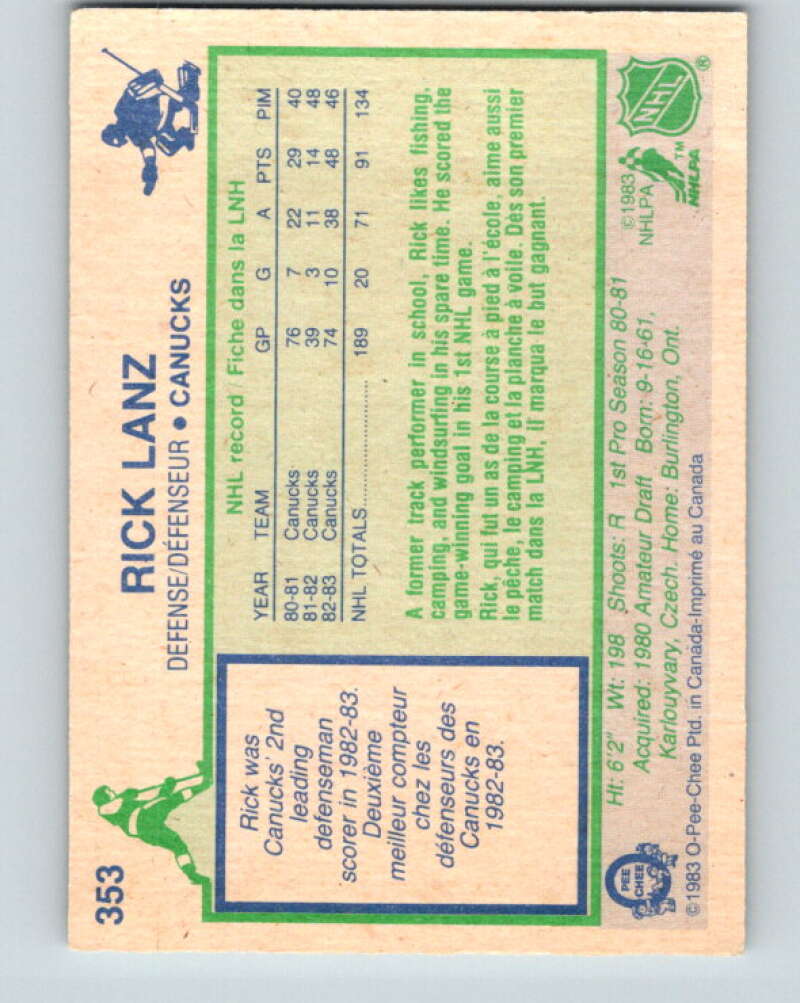 353
RICK LANZ
DEFENSE/DÉFENSEUR • CANUCKS
Rick was
Canucks' 2nd
leading
defenseman
scorer in 1982-83.
Deuxième
meilleur compteur
chez les
défenseurs des
Canucks en
1982-83.
NHL record / Fiche dans la LNH
YEAR TEAM GP G A PTS PIM
80-81 Canucks 76 7 22 29 40
81-82 Canucks 39 3 11 14 48
82-83 Canucks 74 10 38 48 46
NHL TOTALS.................... 189 20 71 91 134
A former track performer in school, Rick likes fishing,
camping, and windsurfing in his spare time. He scored the
game-winning goal in his 1st NHL game.
Rick, qui fut un as de la course à pied à l'école, aime aussi
le pêche, le camping et la planche à voile. Dés son premier
match dans la LNH, il marqua le but gagnant.
Ht: 6'2" Wt: 198 Shoots: R 1st Pro Season 80-81
Acquired: 1980 Amateur Draft Born: 9-16-61,
Karlouyvary, Czech. Home: Burlington, Ont.
©1983 O-Pee-Chee Ptd. in Canada-Imprimé au Canada
PEE
CHEE
©1983
NHLPA
NHLPA
TM
NHL
®